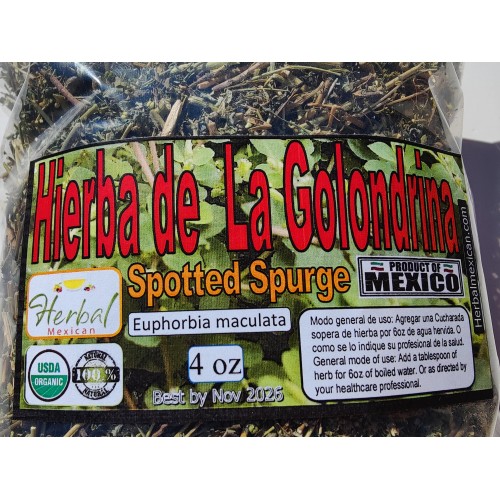 Hierba de La Golondrina
Spotted Spurge
PRODUCT OF
MEXICO
Herbalmexican.com
Herbal
Mexican
Euphorbia maculata
Modo general de uso: Agregar una Cucharada
sopera de hierba por 6oz de agua hervida. O
como se lo indique su profesional de la salud.
General mode of use: Add a tablespoon of
herb for 6oz of boiled water. Or as directed by
your healthcare professional.
USDA
ORGANIC
NATURAL
100%
NATURAL
4 oz
Best by Nov 2026